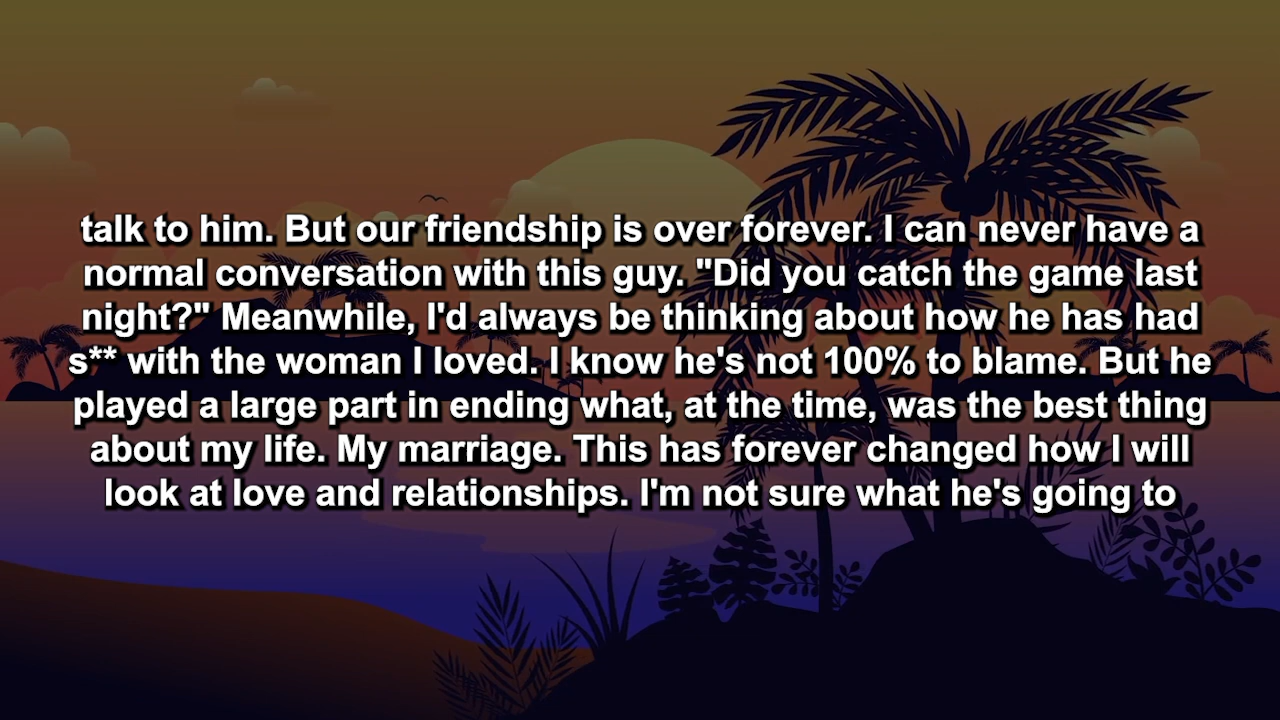 talk to him. But our friendship is over forever. I can never have a
normal conversation with this guy. "Did you catch the game last
night?" Meanwhile, I'd always be thinking about how he has had
s** with the woman I loved. I know he's not 100% to blame. But he
played a large part in ending what, at the time, was the best thing
about my life. My marriage. This has forever changed how I will
look at love and relationships. I'm not sure what he's going to